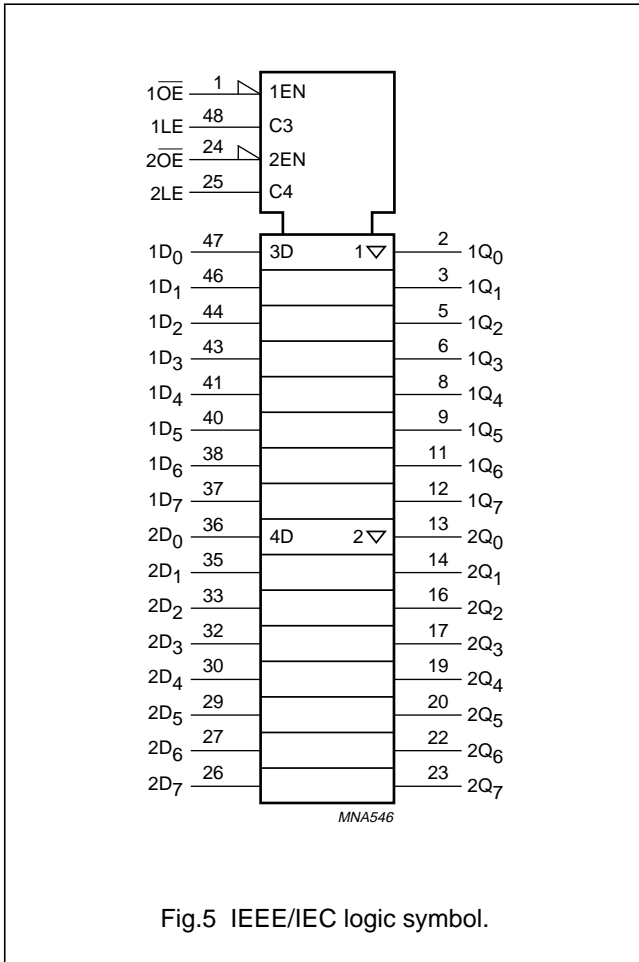 1OE 1 1EN
1LE 48 C3
2OE 24 2EN
2LE 25 C4
1D0 47 3D 1▽ 2 1Q0
1D1 46 3 1Q1
1D2 44 5 1Q2
1D3 43 6 1Q3
1D4 41 8 1Q4
1D5 40 9 1Q5
1D6 38 11 1Q6
1D7 37 12 1Q7
2D0 36 4D 2▽ 13 2Q0
2D1 35 14 2Q1
2D2 33 16 2Q2
2D3 32 17 2Q3
2D4 30 19 2Q4
2D5 29 20 2Q5
2D6 27 22 2Q6
2D7 26 23 2Q7
MNA546
Fig.5 IEEE/IEC logic symbol.